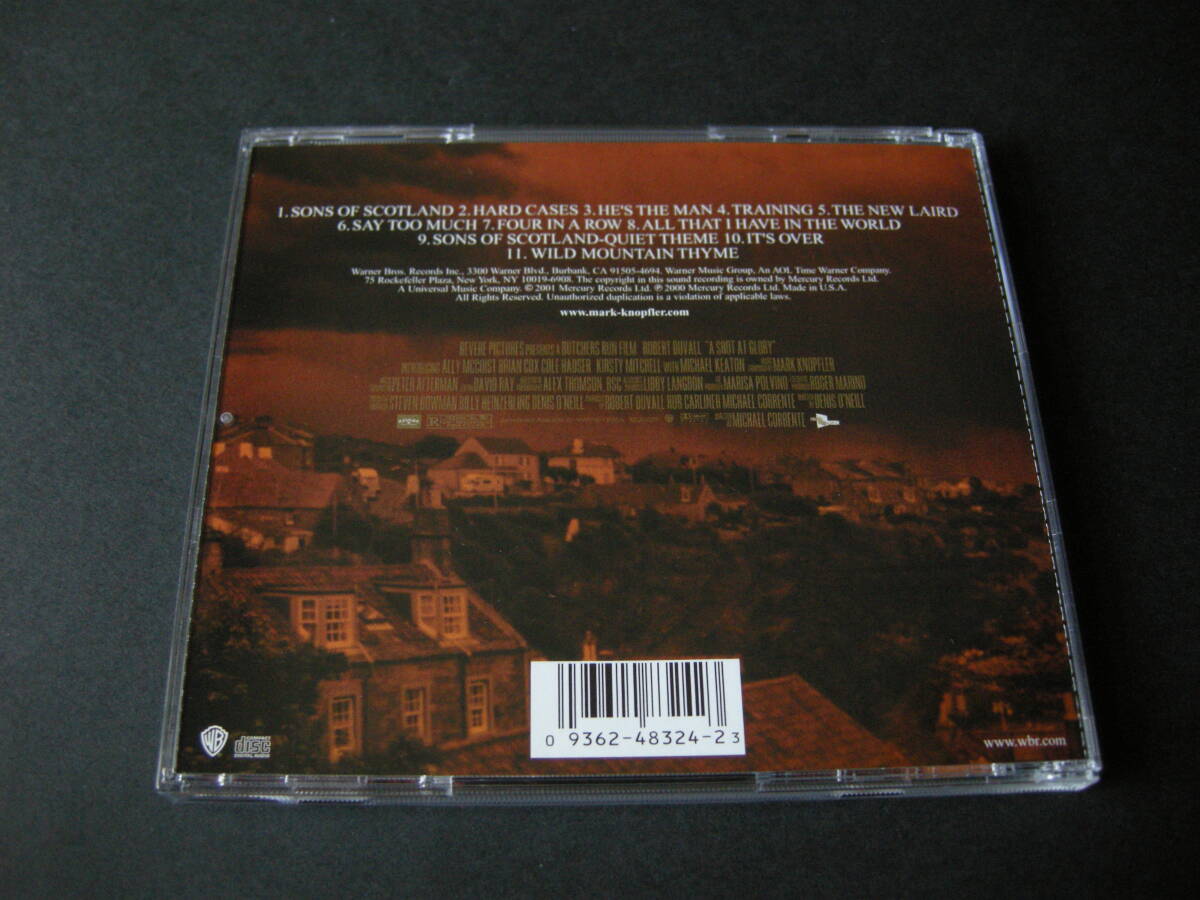 1. SONS OF SCOTLAND 2. HARD CASES 3. HE'S THE MAN 4. TRAINING 5. THE NEW LAIRD
6. SAY TOO MUCH 7. FOUR IN A ROW 8. ALL THAT I HAVE IN THE WORLD
9. SONS OF SCOTLAND-QUIET THEME 10. IT'S OVER
11. WILD MOUNTAIN THYME
Warner Bros. Records Inc., 3300 Warner Blvd., Burbank, CA 91505-4694. Warner Music Group, An AOL Time Warner Company.
75 Rockefeller Plaza, New York, NY 10019-6908. The copyright in this sound recording is owned by Mercury Records Ltd.
A Universal Music Company. © 2001 Mercury Records Ltd. ℗ 2000 Mercury Records Ltd. Made in U.S.A.
All Rights Reserved. Unauthorized duplication is a violation of applicable laws.
www.mark-knopfler.com
REVERE PICTURES PRESENTS A BUTCHERS RUN FILM ROBERT DUVALL "A SHOT AT GLORY"
INTRODUCING ALLY McCOIST BRIAN COX COLE HAUSER KIRSTY MITCHELL WITH MICHAEL KEATON MARK KNOPFLER
PETER AFTERMAN DAVID RAY ALEX THOMSON BSC LIBBY LANGDON MARISA POLVINO ROGER MARINO
STEVEN BOWMAN BILLY HEINZERLING DENIS O'NEILL ROBERT DUVALL ROB CARLINER MICHAEL CORRENTE DENIS O'NEILL
R MICHAEL CORRENTE
WB COMPACT disc DIGITAL AUDIO
0 9362-48324-2 3
www.wbr.com